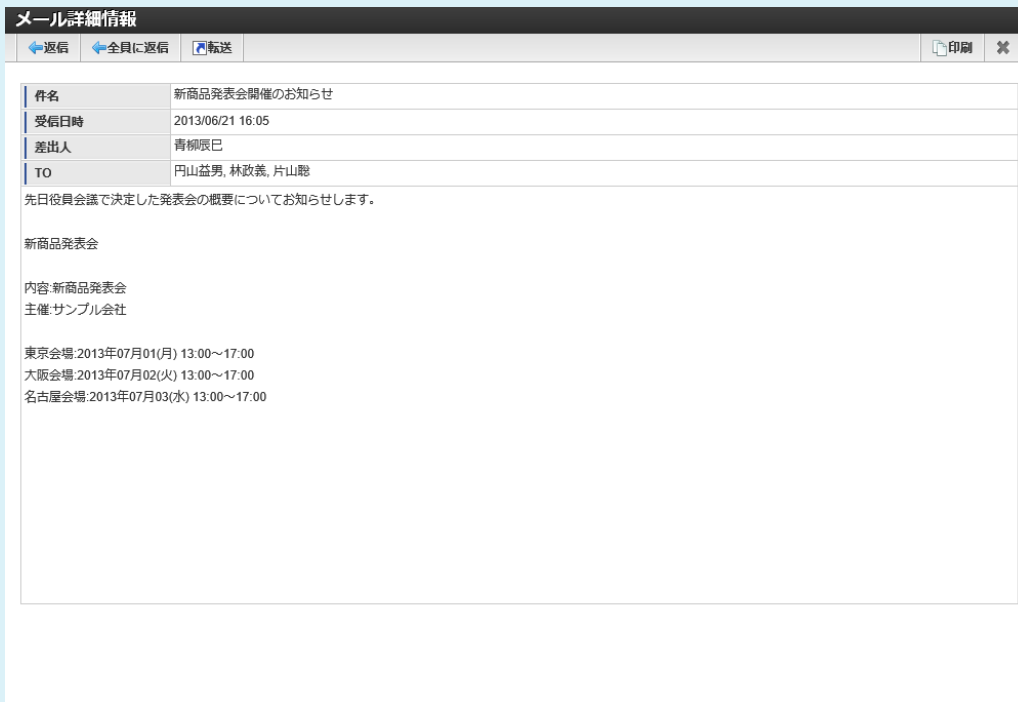 メール詳細情報
返信 全員に返信 転送 印刷
件名 新商品発表会開催のお知らせ
受信日時 2013/06/21 16:05
差出人 青柳辰巳
TO 円山益男, 林政義, 片山聡
先日役員会議で決定した発表会の概要についてお知らせします。
新商品発表会
内容:新商品発表会
主催:サンプル会社
東京会場:2013年07月01(月) 13:00～17:00
大阪会場:2013年07月02(火) 13:00～17:00
名古屋会場:2013年07月03(水) 13:00～17:00